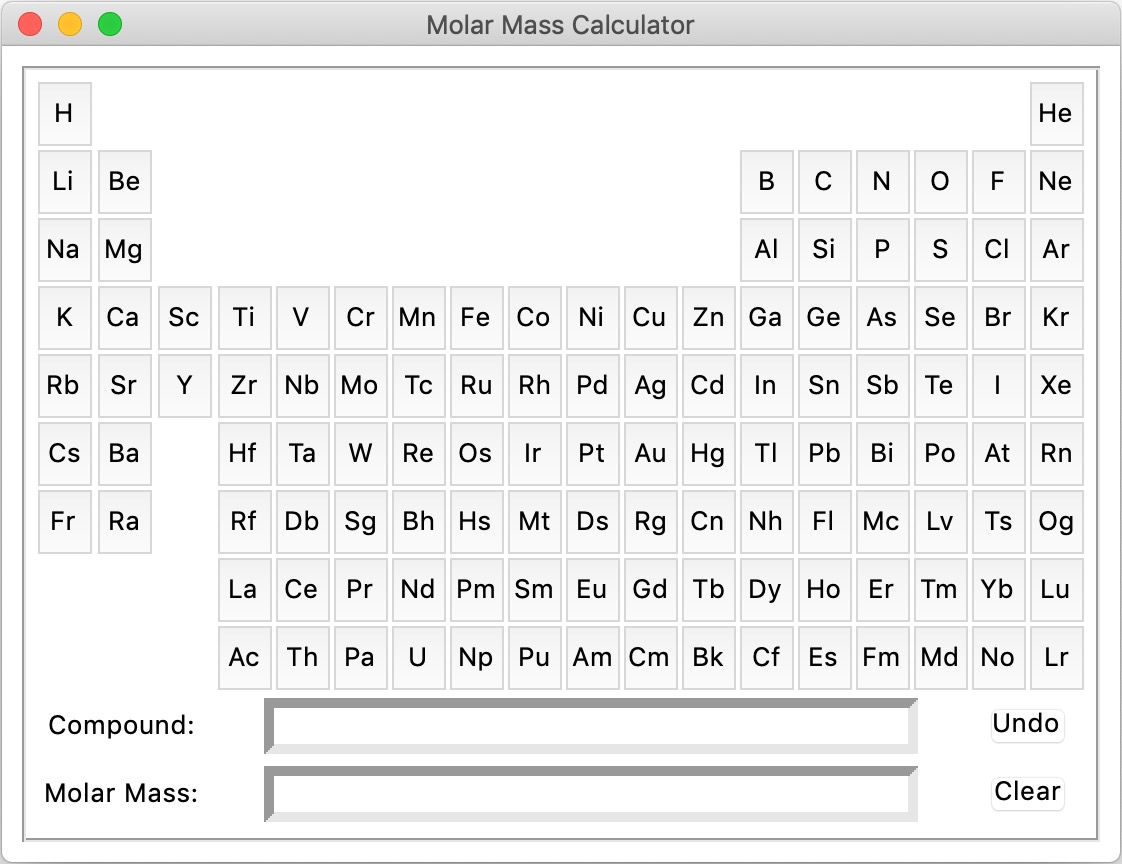 Molar Mass Calculator
H He
Li Be B C N O F Ne
Na Mg Al Si P S Cl Ar
K Ca Sc Ti V Cr Mn Fe Co Ni Cu Zn Ga Ge As Se Br Kr
Rb Sr Y Zr Nb Mo Tc Ru Rh Pd Ag Cd In Sn Sb Te I Xe
Cs Ba Hf Ta W Re Os Ir Pt Au Hg Tl Pb Bi Po At Rn
Fr Ra Rf Db Sg Bh Hs Mt Ds Rg Cn Nh Fl Mc Lv Ts Og
La Ce Pr Nd Pm Sm Eu Gd Tb Dy Ho Er Tm Yb Lu
Ac Th Pa U Np Pu Am Cm Bk Cf Es Fm Md No Lr
Compound: Undo
Molar Mass: Clear